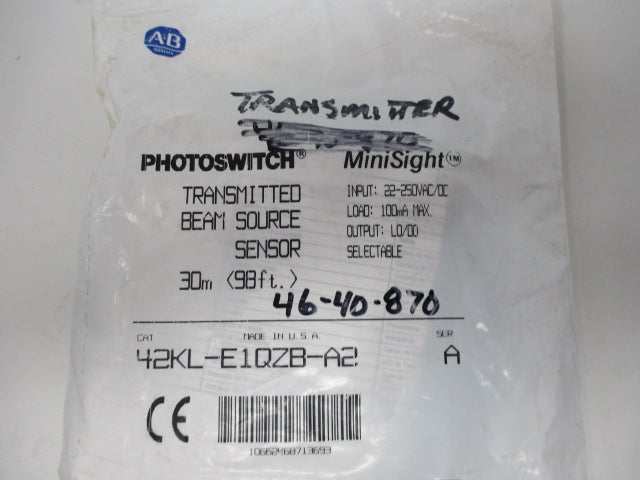 A-B
TRANSMITTER
PHOTOSWITCH® MiniSight™
TRANSMITTED
BEAM SOURCE
SENSOR
30m (98ft.)
INPUT: 22-250VAC/DC
LOAD: 100mA MAX.
OUTPUT: LO/DO
SELECTABLE
46-40-870
CAT MADE IN U.S.A. SER
42KL-E1QZB-A2 A
CE
10662468713693